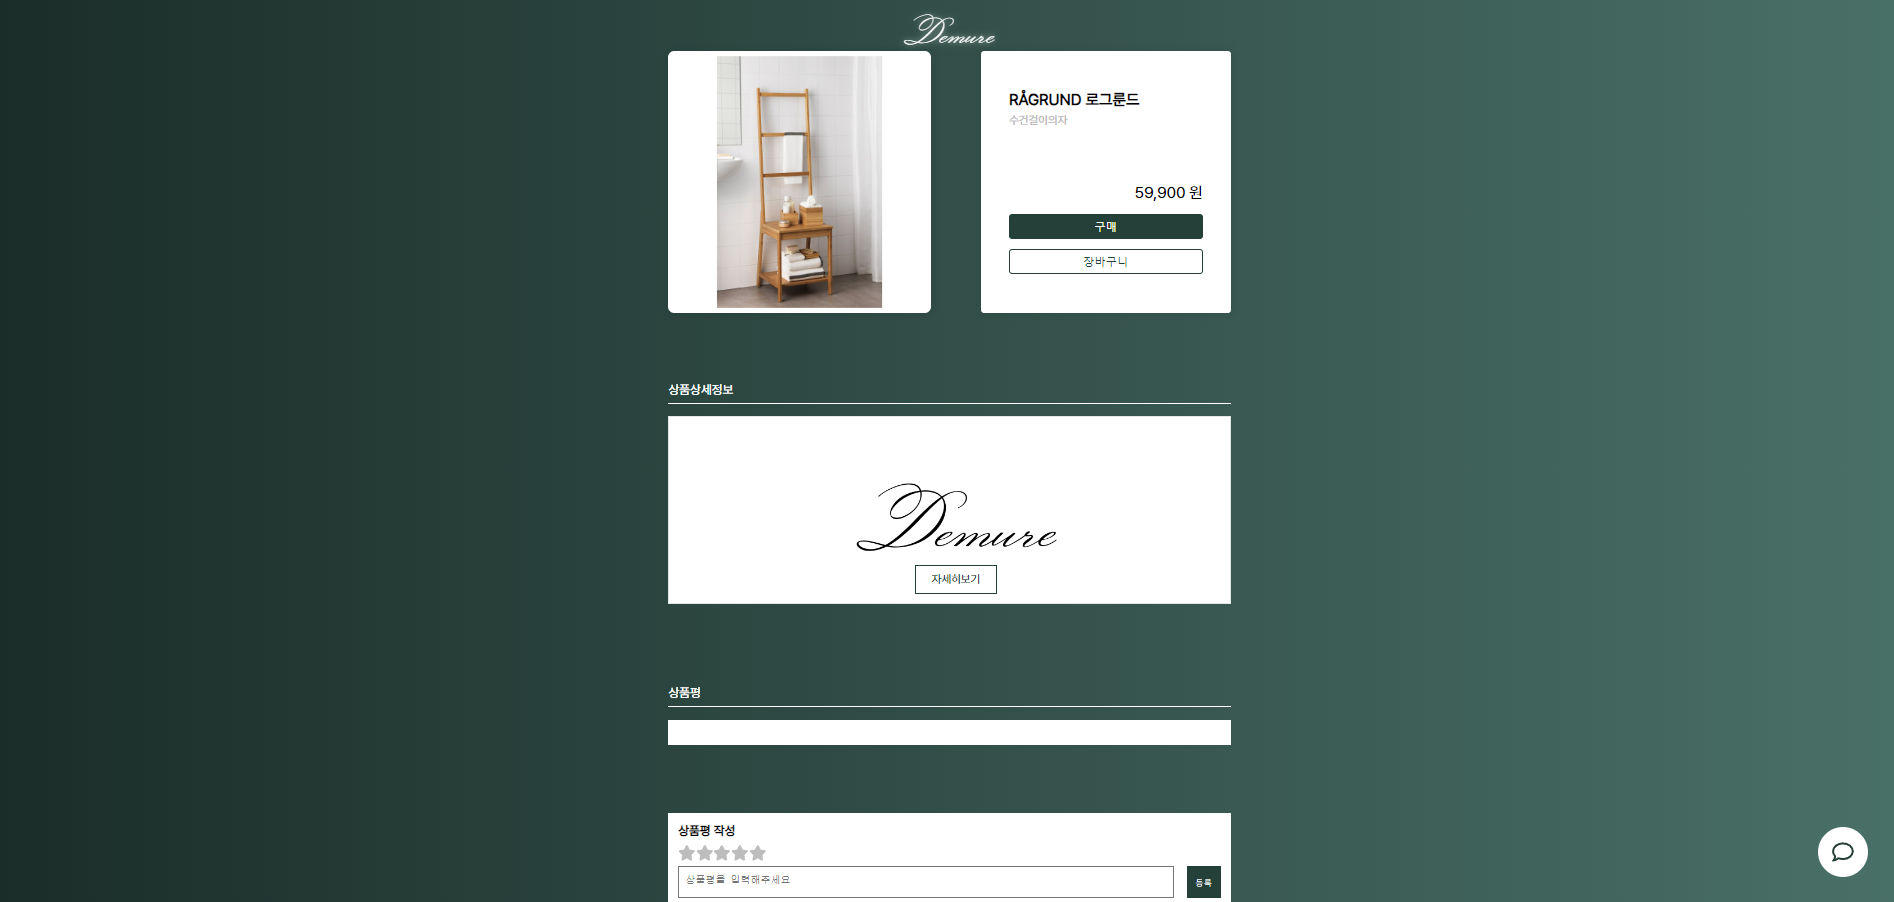 Demure
RÅGRUND 로그룬드
수건걸이의자
59,900 원
구매
장바구니
상품상세정보
Demure
자세히보기
상품평
상품평 작성
상품평을 입력해주세요
등록